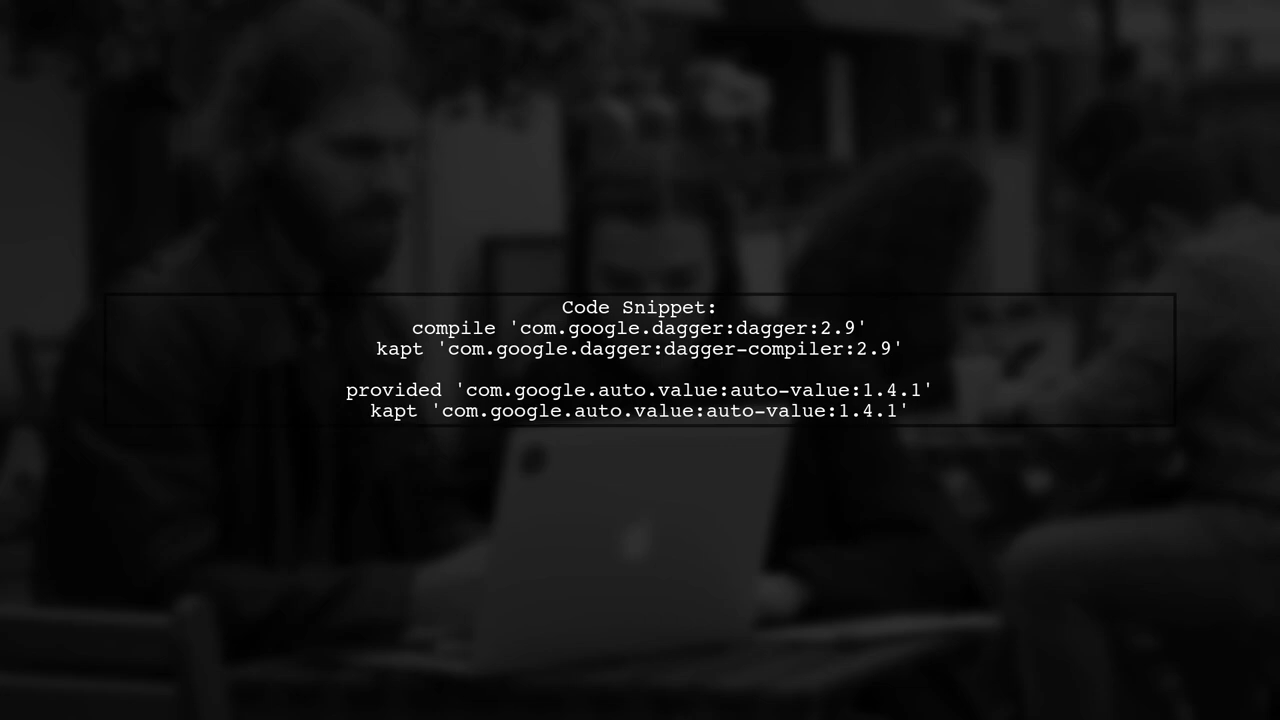 Code Snippet:
compile 'com.google.dagger:dagger:2.9'
kapt 'com.google.dagger:dagger-compiler:2.9'
provided 'com.google.auto.value:auto-value:1.4.1'
kapt 'com.google.auto.value:auto-value:1.4.1'